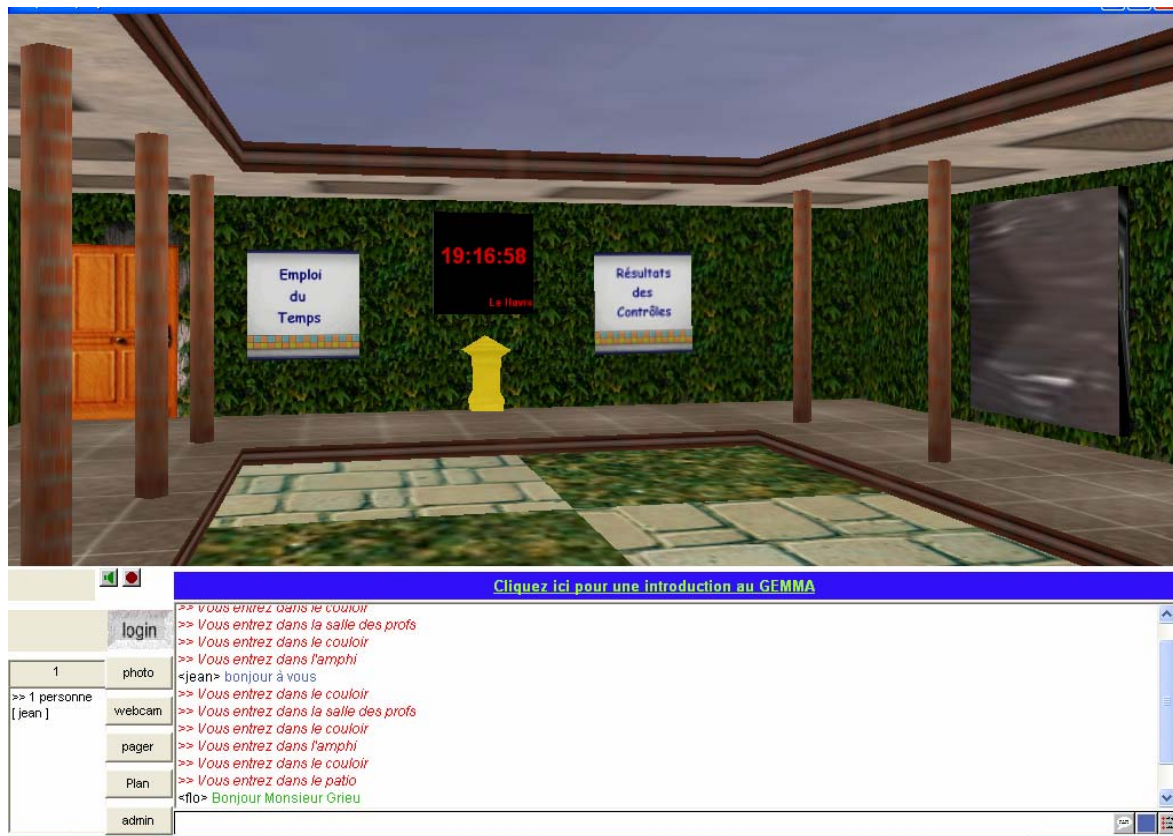 Emploi
du
Temps
19:16:58
Le Havre
Résultats
des
Contrôles
Cliquez ici pour une introduction au GEMMA
>> Vous entrez dans le couloir
>> Vous entrez dans la salle des profs
>> Vous entrez dans le couloir
>> Vous entrez dans l'amphi
<jean> bonjour à vous
>> Vous entrez dans le couloir
>> Vous entrez dans la salle des profs
>> Vous entrez dans le couloir
>> Vous entrez dans l'amphi
>> Vous entrez dans le couloir
>> Vous entrez dans le patio
<flo> Bonjour Monsieur Grieu
login
1
photo
>> 1 personne
[ jean ]
webcam
pager
Plan
admin